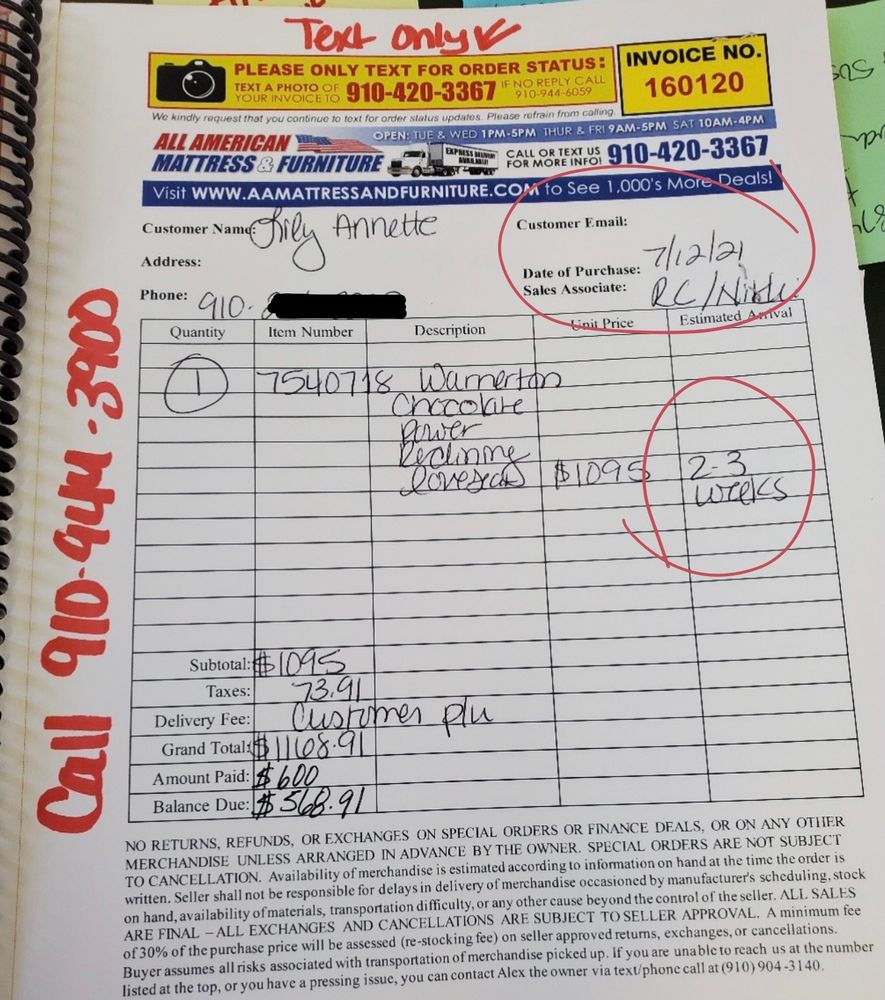 Text only
PLEASE ONLY TEXT FOR ORDER STATUS:
TEXT A PHOTO OF YOUR INVOICE TO 910-420-3367 IF NO REPLY CALL 910-944-6059
INVOICE NO.
160120
We kindly request that you continue to text for order status updates. Please refrain from calling.
OPEN: TUE & WED 1PM-5PM THUR & FRI 9AM-5PM SAT 10AM-4PM
ALL AMERICAN
MATTRESS & FURNITURE
EXPRESS DELIVERY AVAILABLE!
CALL OR TEXT US FOR MORE INFO! 910-420-3367
Visit WWW.AAMATTRESSANDFURNITURE.COM to See 1,000's More Deals!
Customer Name: Lily Annette
Customer Email:
Address:
Date of Purchase: 7/12/21
Sales Associate: RC/
Phone: 910-
Call 910-944-3900
Quantity Item Number Description Unit Price Estimated Arrival
1 7540718 Warnerton
Chocolate
Power
Reclining
loveseat $1095 2-3
weeks
Subtotal: $1095
Taxes: 73.91
Delivery Fee: Customer p/u
Grand Total: $1168.91
Amount Paid: $600
Balance Due: $568.91
NO RETURNS, REFUNDS, OR EXCHANGES ON SPECIAL ORDERS OR FINANCE DEALS, OR ON ANY OTHER
MERCHANDISE UNLESS ARRANGED IN ADVANCE BY THE OWNER. SPECIAL ORDERS ARE NOT SUBJECT
TO CANCELLATION. Availability of merchandise is estimated according to information on hand at the time the order is
written. Seller shall not be responsible for delays in delivery of merchandise occasioned by manufacturer's scheduling, stock
on hand, availability of materials, transportation difficulty, or any other cause beyond the control of the seller. ALL SALES
ARE FINAL – ALL EXCHANGES AND CANCELLATIONS ARE SUBJECT TO SELLER APPROVAL. A minimum fee
of 30% of the purchase price will be assessed (re-stocking fee) on seller approved returns, exchanges, or cancellations.
Buyer assumes all risks associated with transportation of merchandise picked up. If you are unable to reach us at the number
listed at the top, or you have a pressing issue, you can contact Alex the owner via text/phone call at (910) 904-3140.